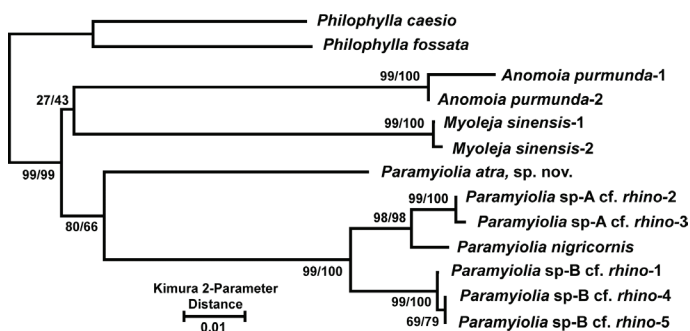 Philophylla caesio
Philophylla fossata
99/100
Anomoia purmunda-1
27/43
Anomoia purmunda-2
99/100
Myoleja sinensis-1
Myoleja sinensis-2
99/99
Paramyiolia atra, sp. nov.
99/100
Paramyiolia sp-A cf. rhino-2
98/98
Paramyiolia sp-A cf. rhino-3
80/66
Paramyiolia nigricornis
99/100
Paramyiolia sp-B cf. rhino-1
Kimura 2-Parameter
Distance
0.01
99/100
Paramyiolia sp-B cf. rhino-4
69/79
Paramyiolia sp-B cf. rhino-5